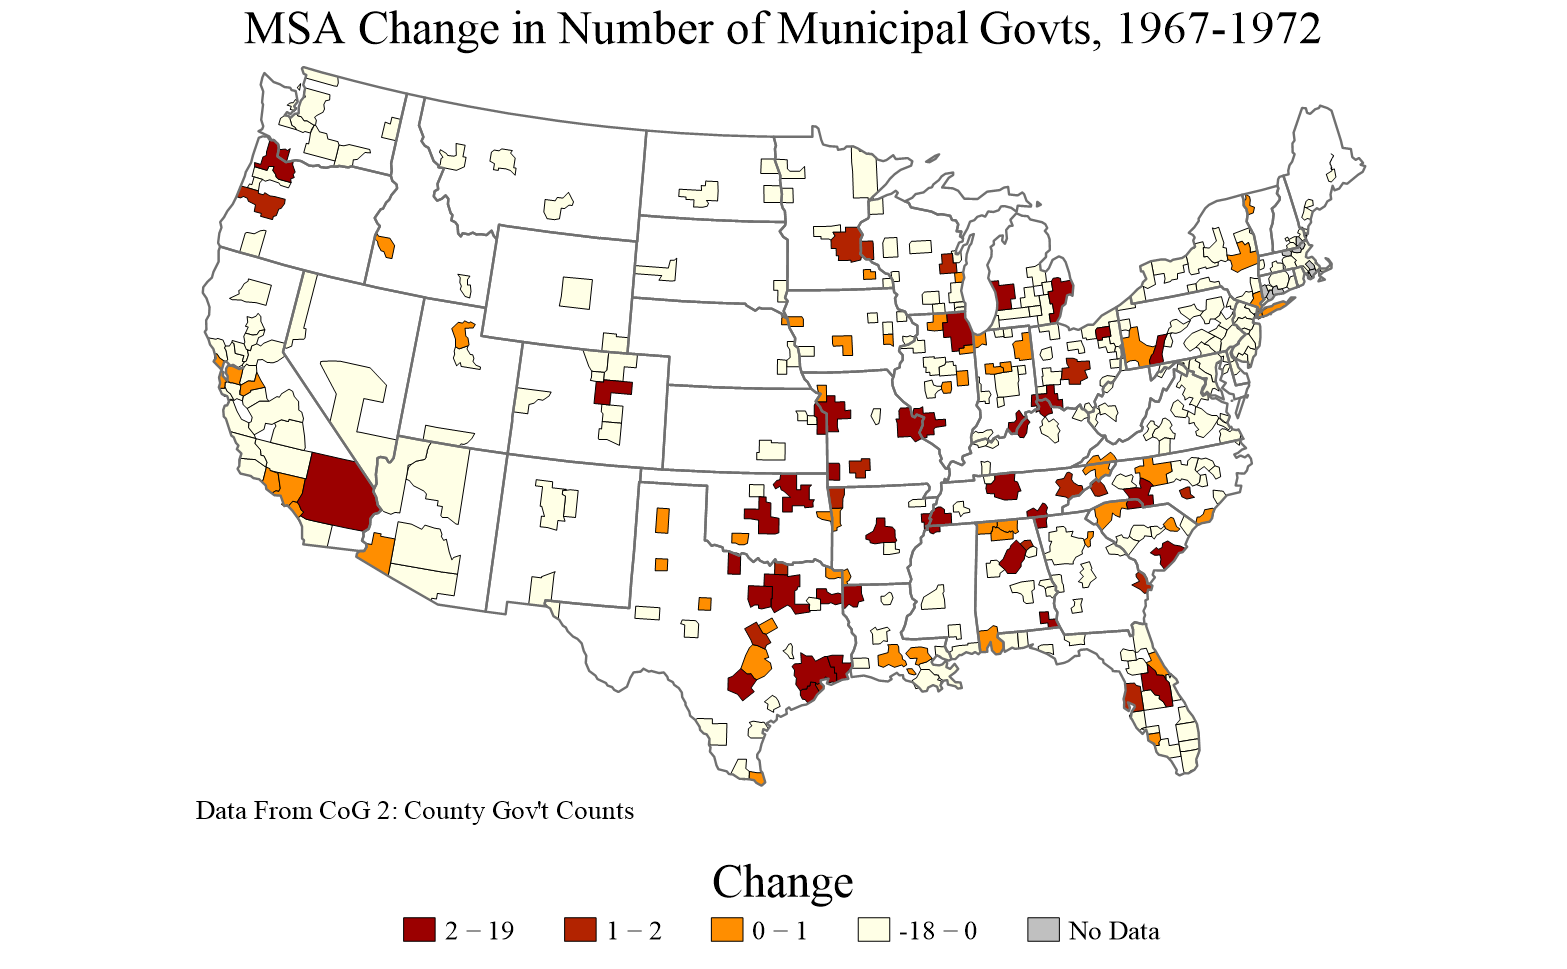 MSA Change in Number of Municipal Govts, 1967-1972
Data From CoG 2: County Gov't Counts
Change
2 − 19 1 − 2 0 − 1 -18 − 0 No Data